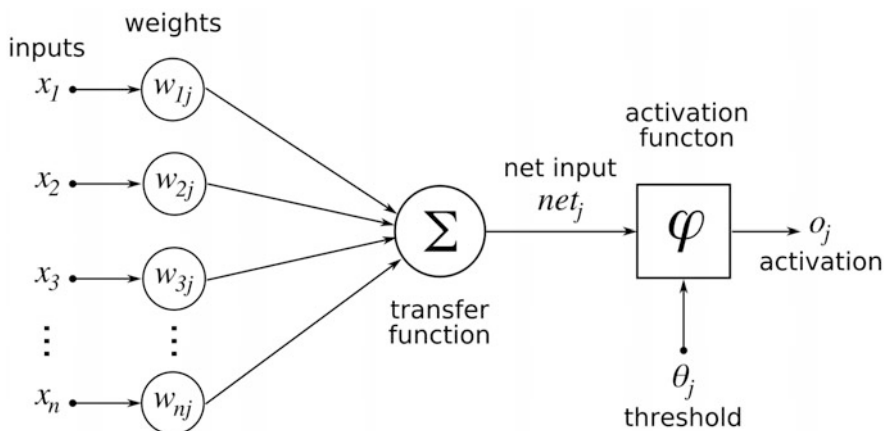 inputs
weights
x1
w1j
x2
w2j
x3
w3j
xn
wnj
Σ
transfer
function
net input
netj
activation
functon
φ
oj
activation
θj
threshold